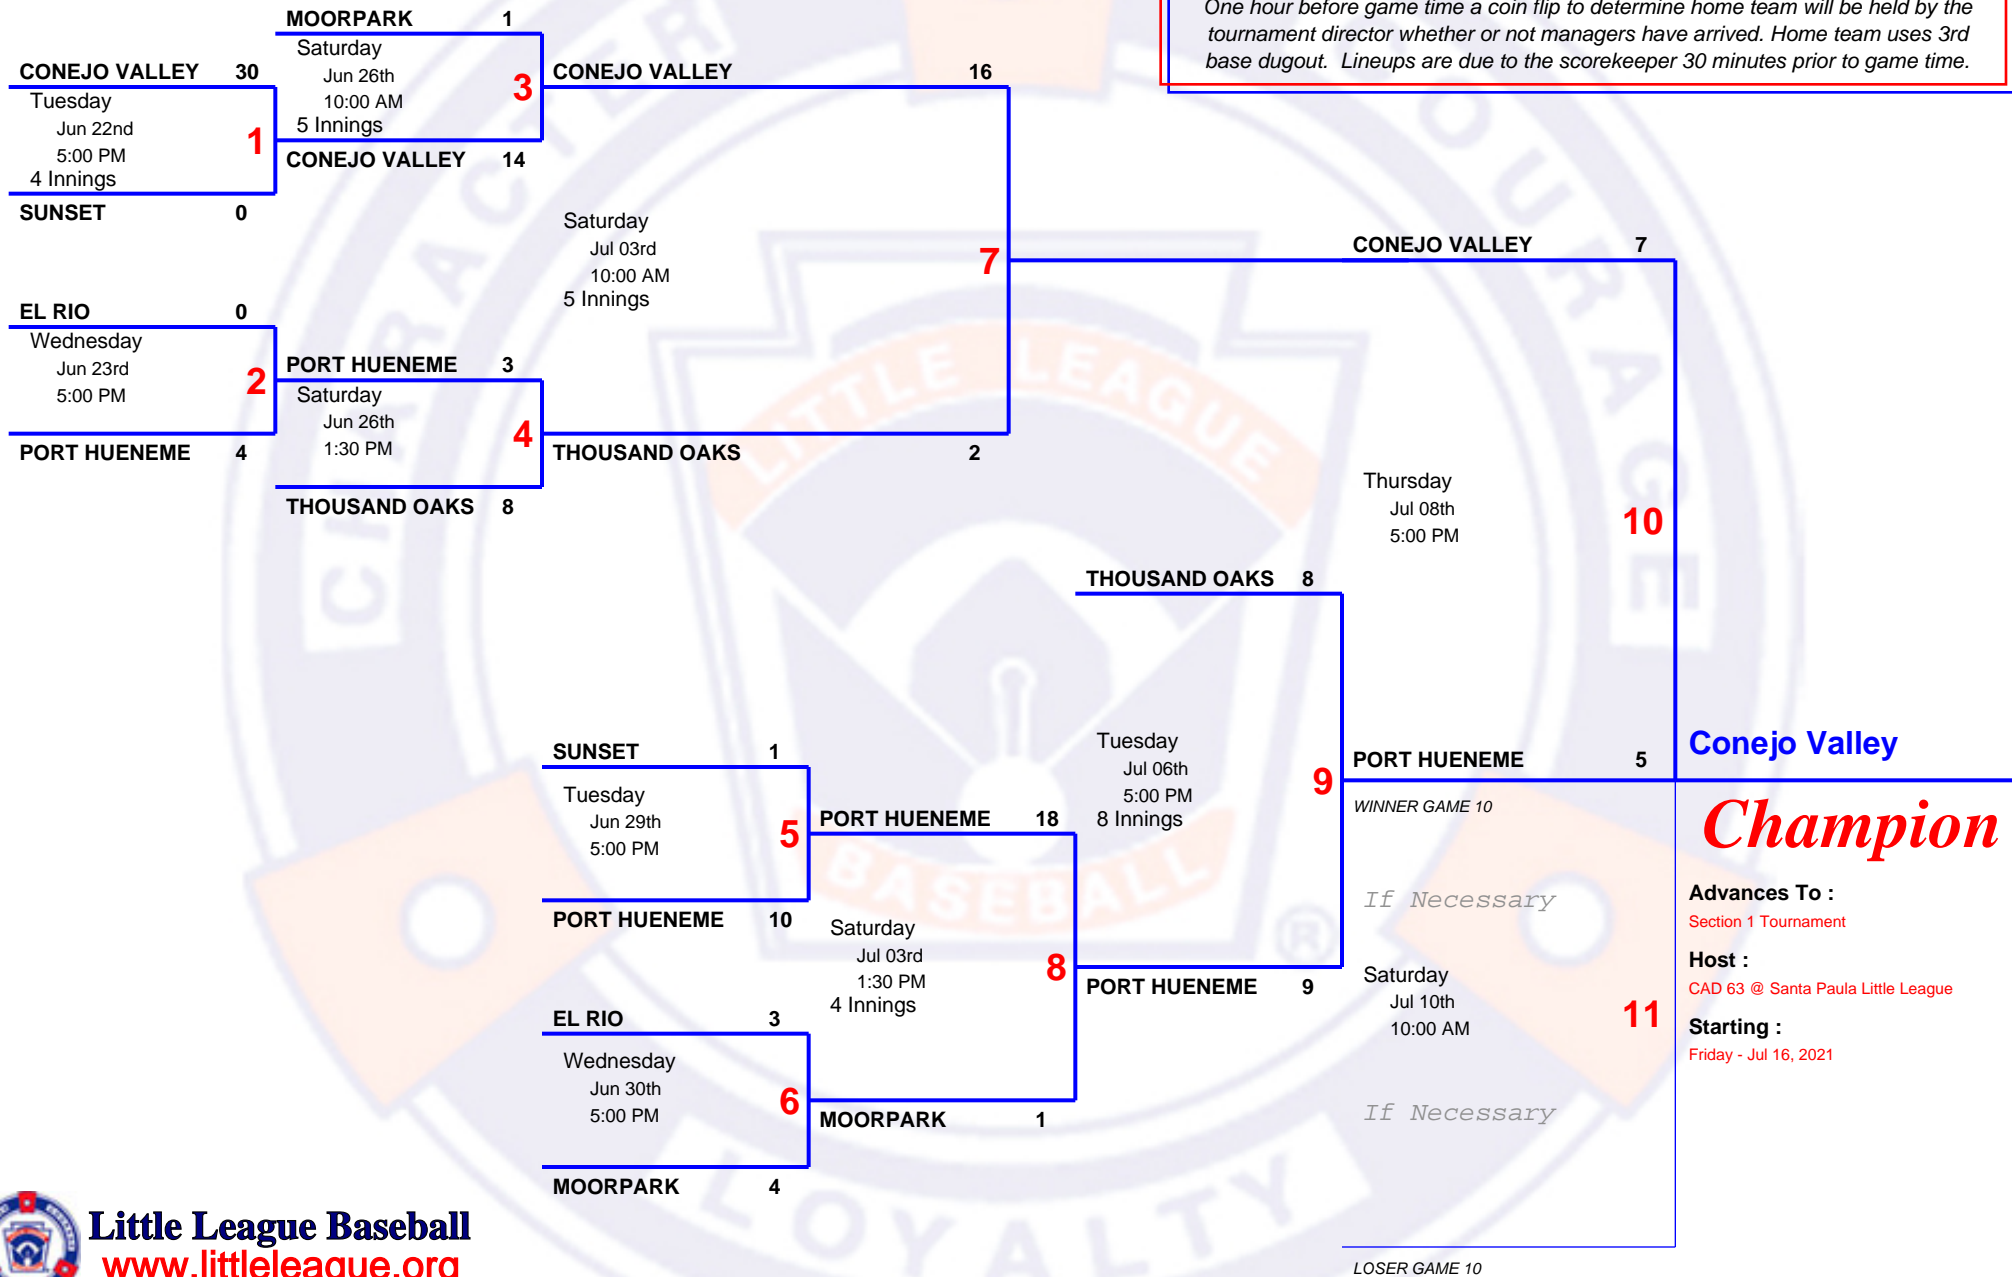 One hour before game time a coin flip to determine home team will be held by the
tournament director whether or not managers have arrived. Home team uses 3rd
base dugout. Lineups are due to the scorekeeper 30 minutes prior to game time.
MOORPARK 1
Saturday
Jun 26th
10:00 AM
5 Innings
3
CONEJO VALLEY 14
CONEJO VALLEY 30
Tuesday
Jun 22nd
5:00 PM
4 Innings
1
SUNSET 0
CONEJO VALLEY 16
Saturday
Jul 03rd
10:00 AM
5 Innings
7
THOUSAND OAKS 2
EL RIO 0
Wednesday
Jun 23rd
5:00 PM
2
PORT HUENEME 4
PORT HUENEME 3
Saturday
Jun 26th
1:30 PM
4
THOUSAND OAKS 8
CONEJO VALLEY 7
Thursday
Jul 08th
5:00 PM
10
PORT HUENEME 5
THOUSAND OAKS 8
Tuesday
Jul 06th
5:00 PM
8 Innings
9
PORT HUENEME 9
SUNSET 1
Tuesday
Jun 29th
5:00 PM
5
PORT HUENEME 10
PORT HUENEME 18
Saturday
Jul 03rd
1:30 PM
4 Innings
8
MOORPARK 1
EL RIO 3
Wednesday
Jun 30th
5:00 PM
6
MOORPARK 4
WINNER GAME 10
If Necessary
Saturday
Jul 10th
10:00 AM
11
If Necessary
LOSER GAME 10
Conejo Valley
Champion
Advances To :
Section 1 Tournament
Host :
CAD 63 @ Santa Paula Little League
Starting :
Friday - Jul 16, 2021
Little League Baseball
www.littleleague.org
CHARACTER
COURAGE
LOYALTY
LITTLE LEAGUE
BASEBALL
®